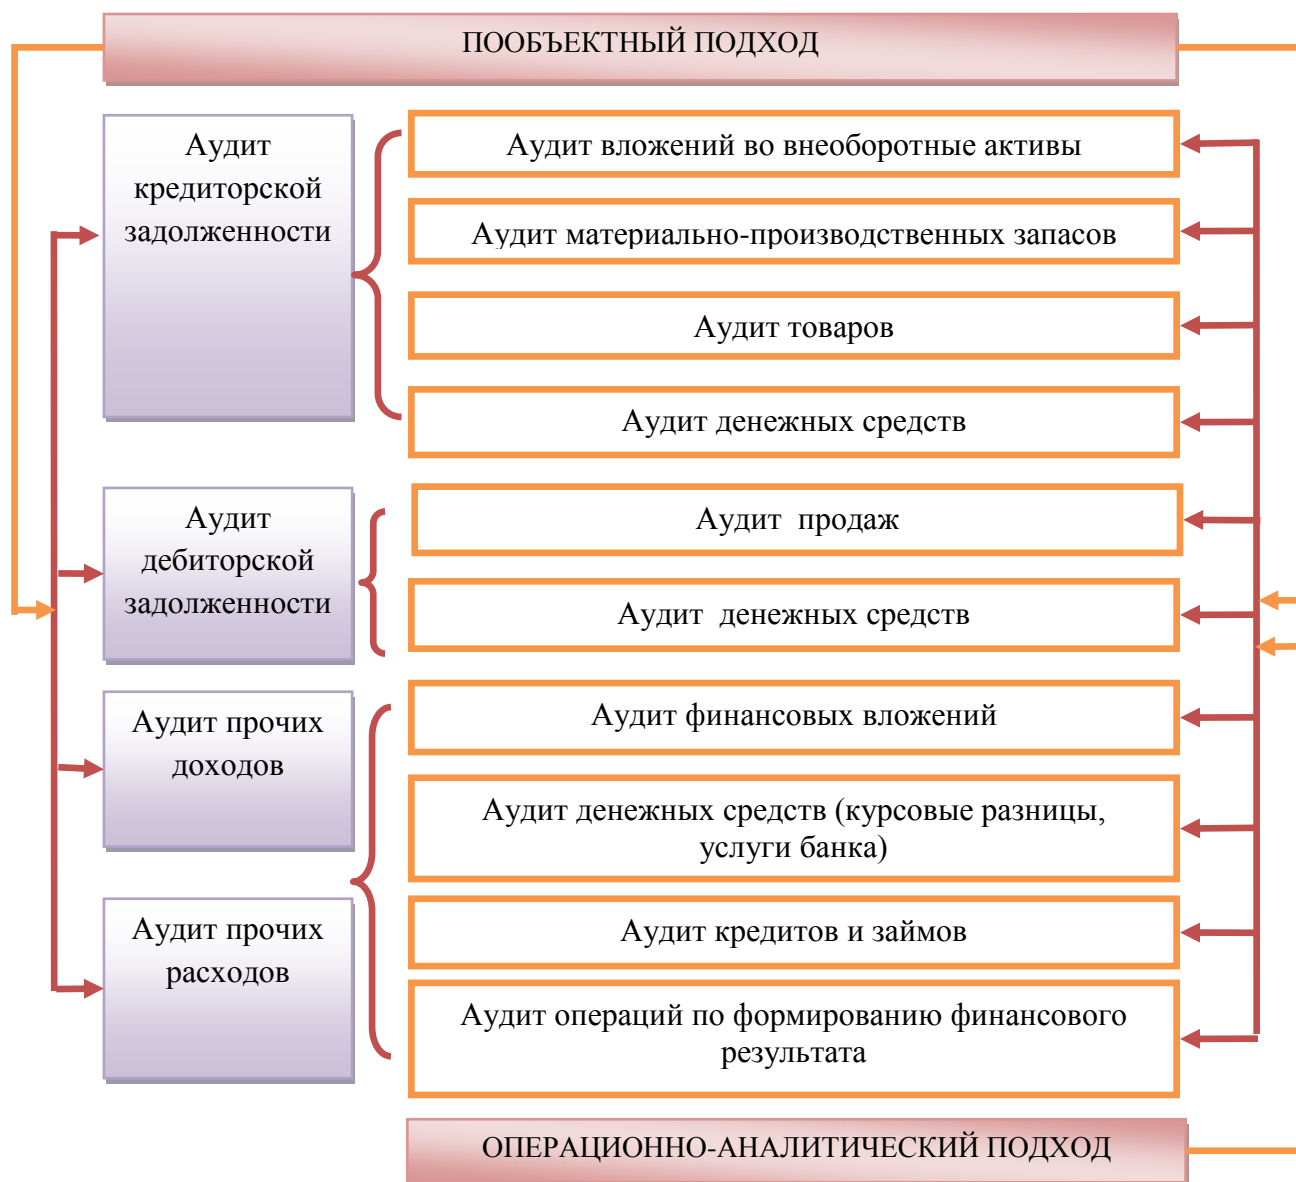 ПООБЪЕКТНЫЙ ПОДХОД
Аудит
кредиторской
задолженности
Аудит вложений во внеоборотные активы
Аудит материально-производственных запасов
Аудит товаров
Аудит денежных средств
Аудит
дебиторской
задолженности
Аудит продаж
Аудит денежных средств
Аудит прочих
доходов
Аудит прочих
расходов
Аудит финансовых вложений
Аудит денежных средств (курсовые разницы,
услуги банка)
Аудит кредитов и займов
Аудит операций по формированию финансового
результата
ОПЕРАЦИОННО-АНАЛИТИЧЕСКИЙ ПОДХОД